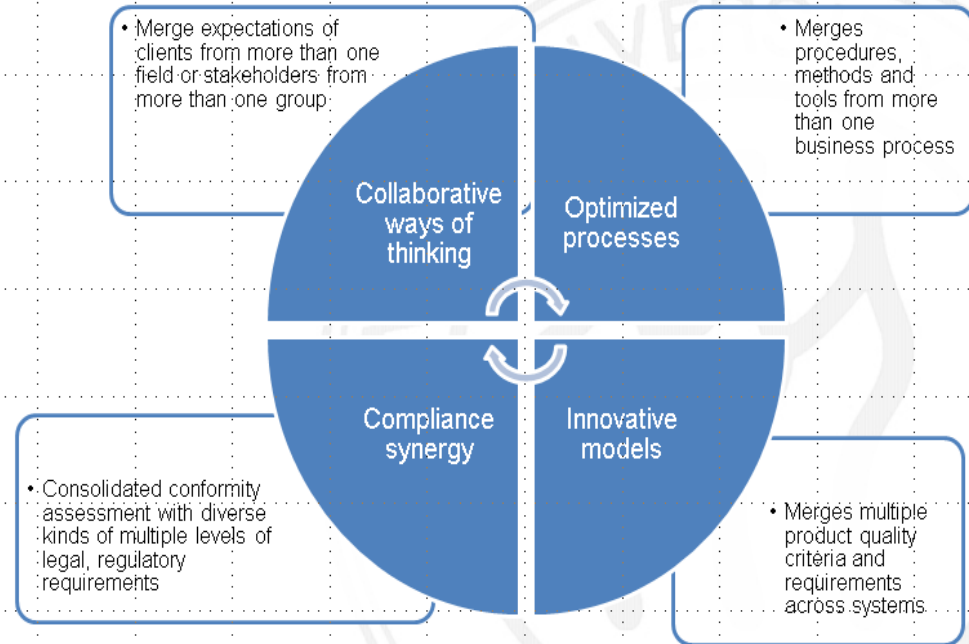 • Merge expectations of
clients from more than one
field or stakeholders from
more than one group
• Merges
procedures,
methods and
tools from more
than one
business process
Collaborative
ways of
thinking
Optimized
processes
Compliance
synergy
Innovative
models
• Consolidated conformity
assessment with diverse
kinds of multiple levels of
legal, regulatory
requirements
• Merges multiple
product quality
criteria and
requirements
across systems